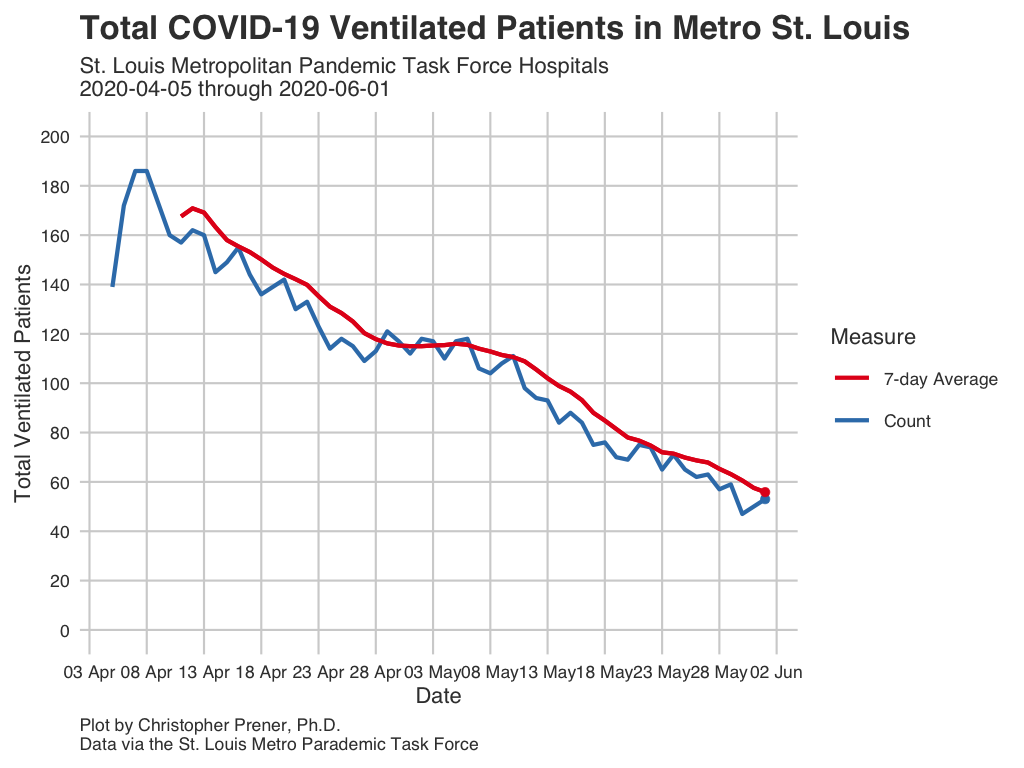 Total COVID-19 Ventilated Patients in Metro St. Louis
St. Louis Metropolitan Pandemic Task Force Hospitals
2020-04-05 through 2020-06-01
Total Ventilated Patients
200
180
160
140
120
100
80
60
40
20
0
03 Apr 08 Apr 13 Apr 18 Apr 23 Apr 28 Apr 03 May 08 May 13 May 18 May 23 May 28 May 02 Jun
Date
Measure
7-day Average
Count
Plot by Christopher Prener, Ph.D.
Data via the St. Louis Metro Parademic Task Force